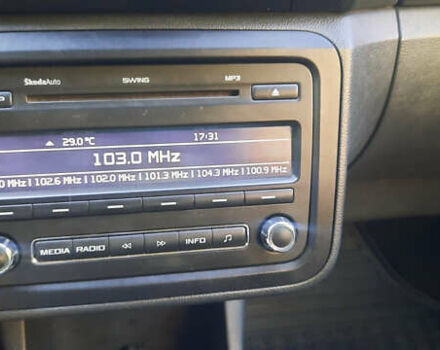 ŠkodaAuto SWING MP3
29.0 °C 17:31
103.0 MHz
MHz | 102.6 MHz | 102.0 MHz | 101.3 MHz | 104.3 MHz | 100.9 MHz
MEDIA RADIO INFO